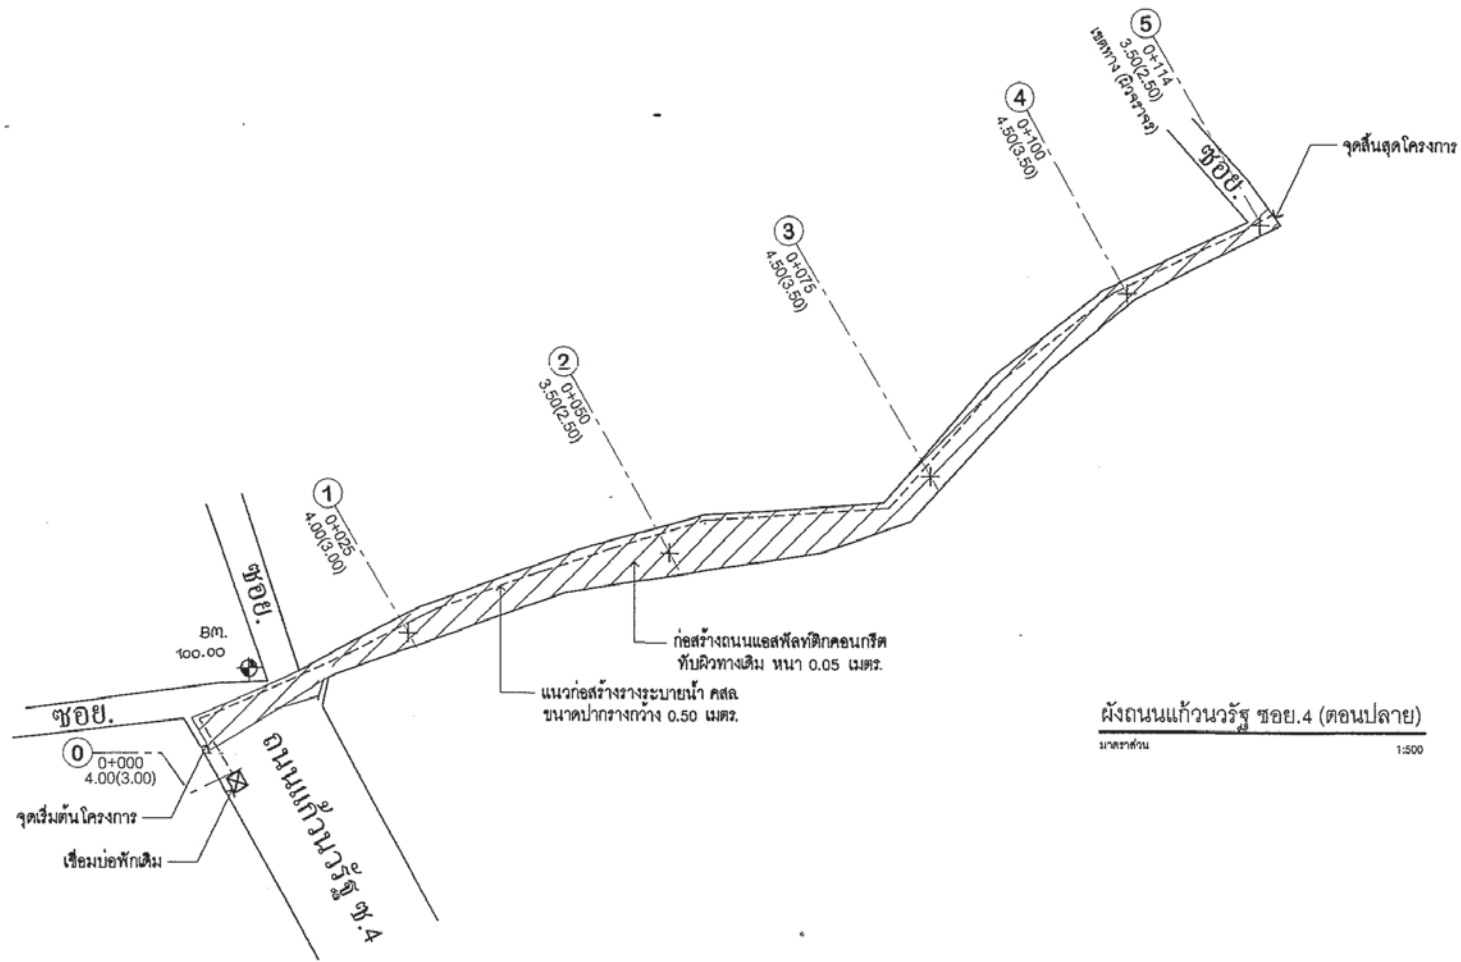 5
0+114
3.50(2.50)
เขตทาง (ผิวจราจร)
4
0+100
4.50(3.50)
ซอย.
จุดสิ้นสุดโครงการ
3
0+075
4.50(3.50)
2
0+050
3.50(2.50)
1
0+025
4.00(3.00)
ซอย.
BM.
100.00
ก่อสร้างถนนแอสฟัลท์ติกคอนกรีต
ทับผิวทางเดิม หนา 0.05 เมตร.
แนวก่อสร้างรางระบายน้ำ คสล
ขนาดปากรางกว้าง 0.50 เมตร.
ซอย.
0
0+000
4.00(3.00)
จุดเริ่มต้นโครงการ
เชื่อมบ่อพักเดิม
ถนนแก้วนวรัฐ ซ.4
ผังถนนแก้วนวรัฐ ซอย.4 (ตอนปลาย)
มาตราส่วน 1:500